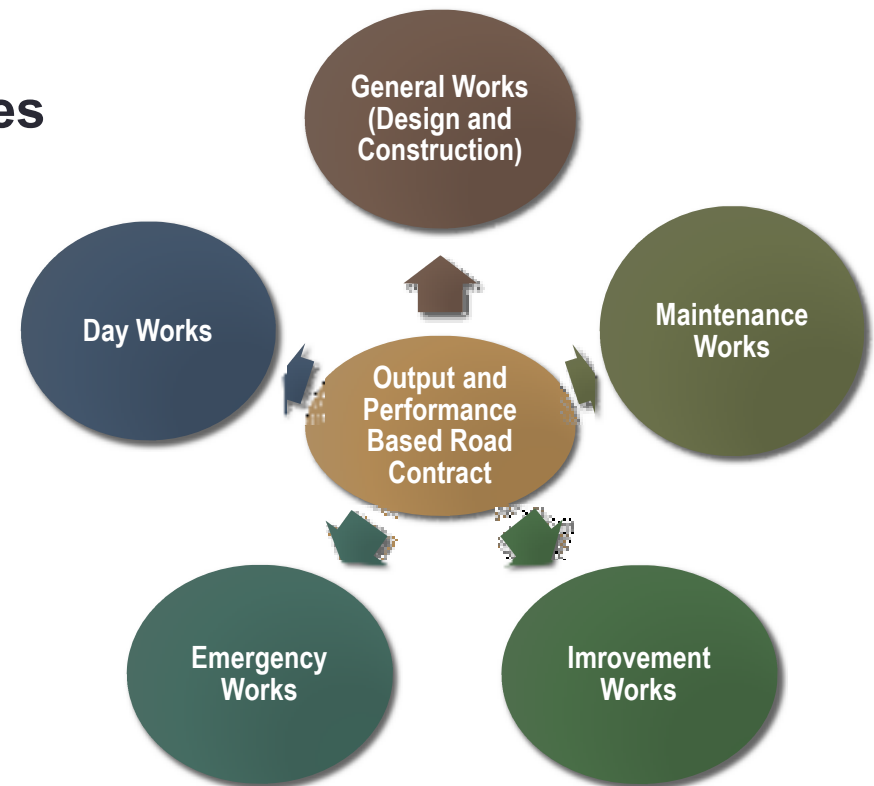 es
General Works
(Design and
Construction)
Day Works
Maintenance
Works
Output and
Performance
Based Road
Contract
Emergency
Works
Imrovement
Works